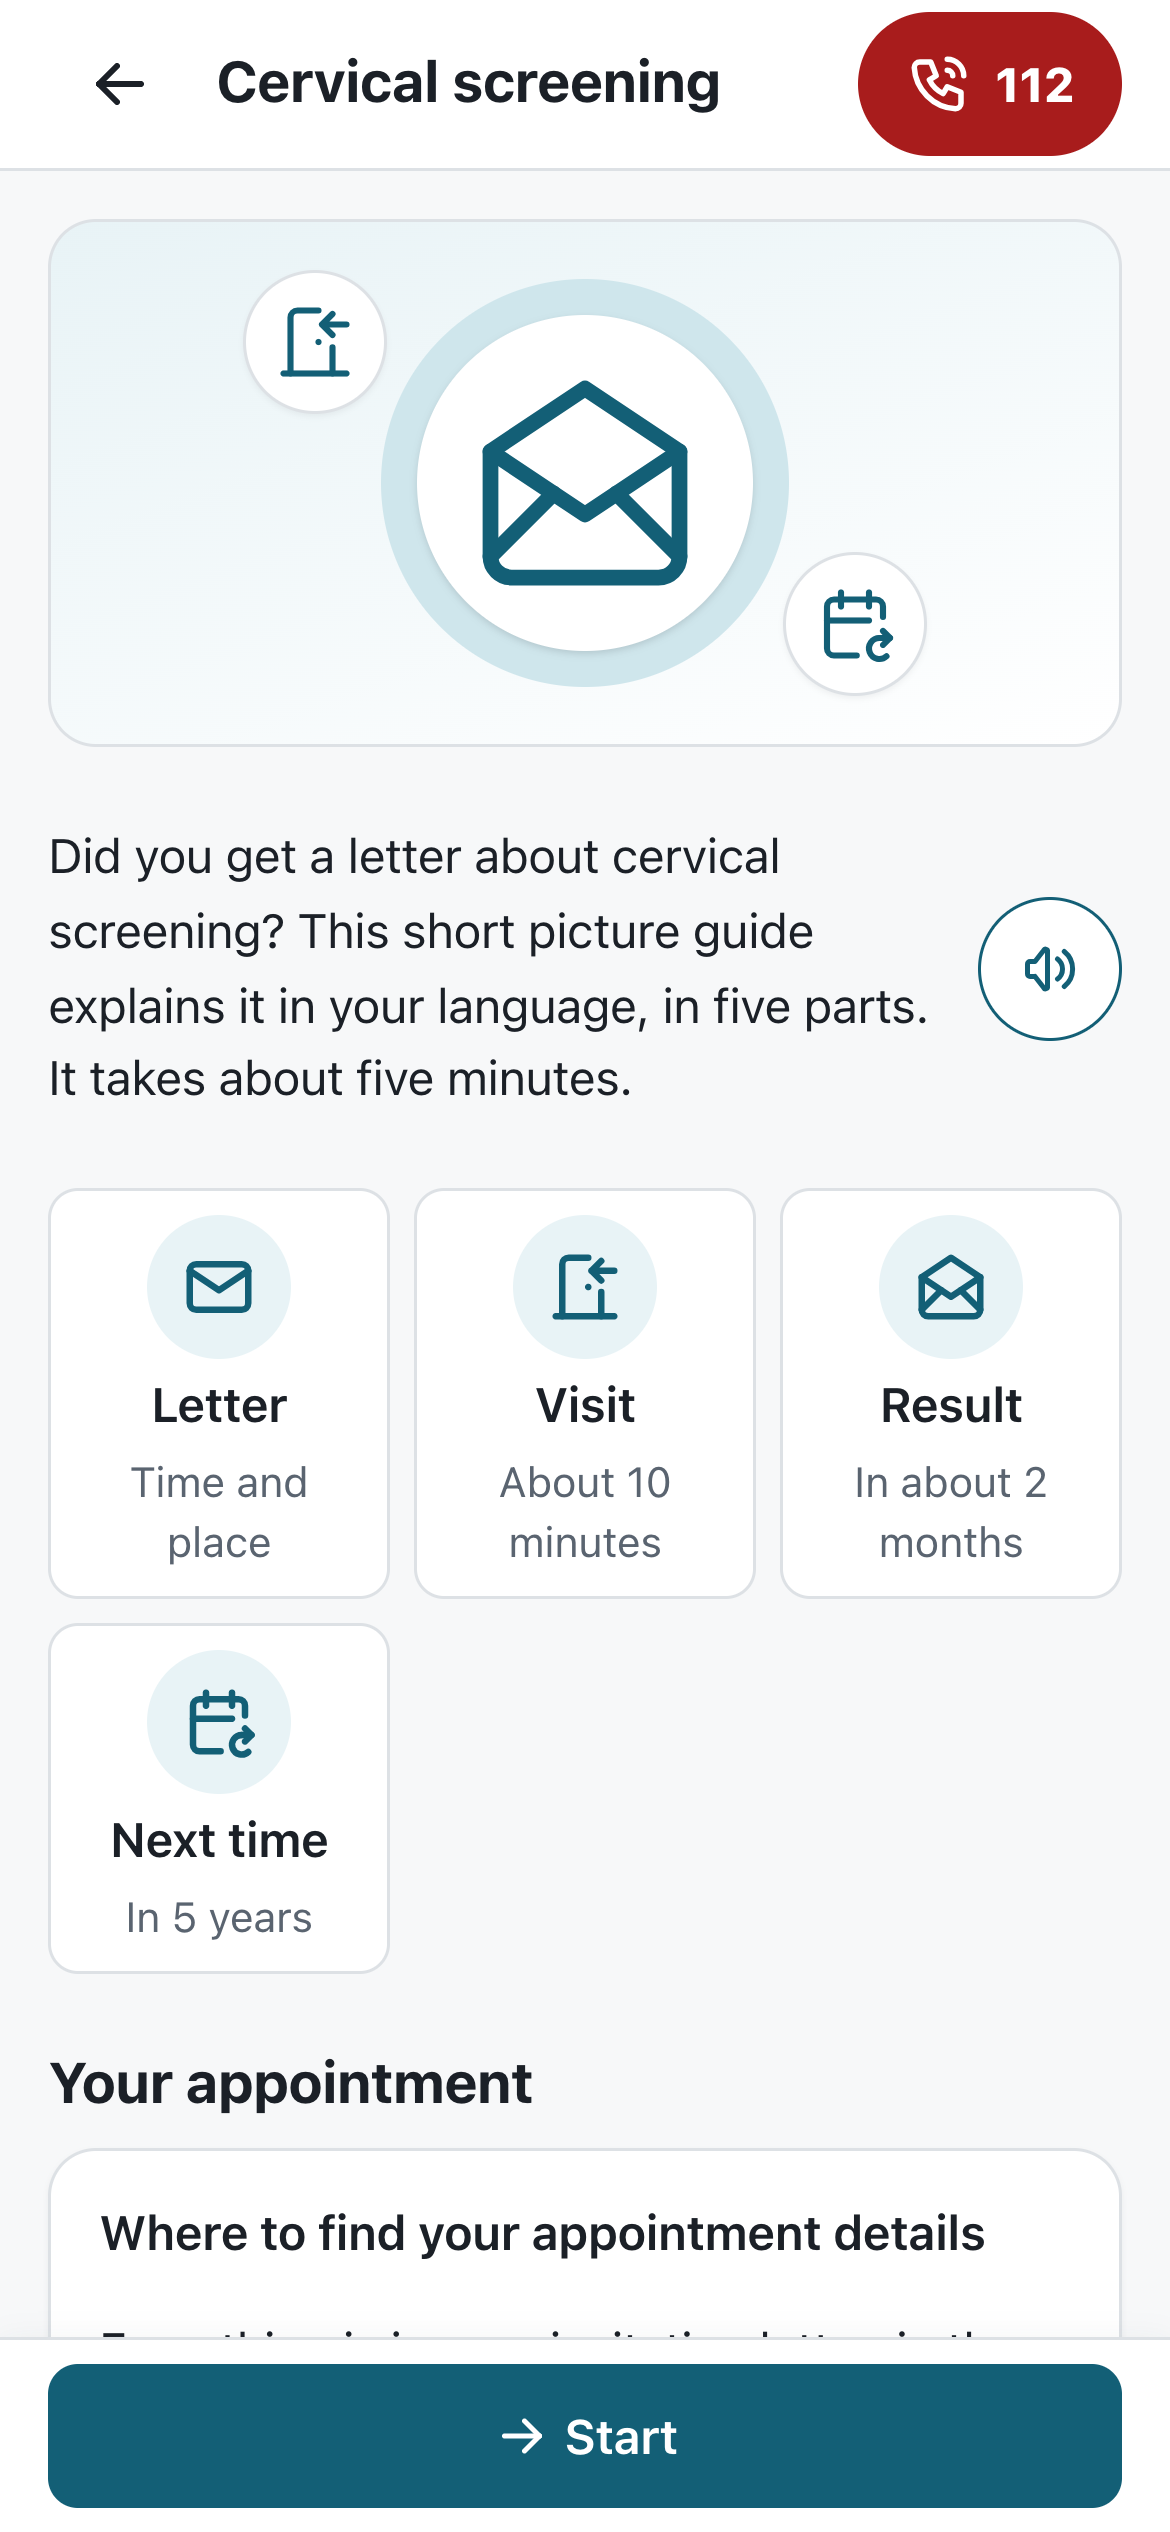 Cervical screening
112
Did you get a letter about cervical
screening? This short picture guide
explains it in your language, in five parts.
It takes about five minutes.
Letter
Time and
place
Visit
About 10
minutes
Result
In about 2
months
Next time
In 5 years
Your appointment
Where to find your appointment details
Start